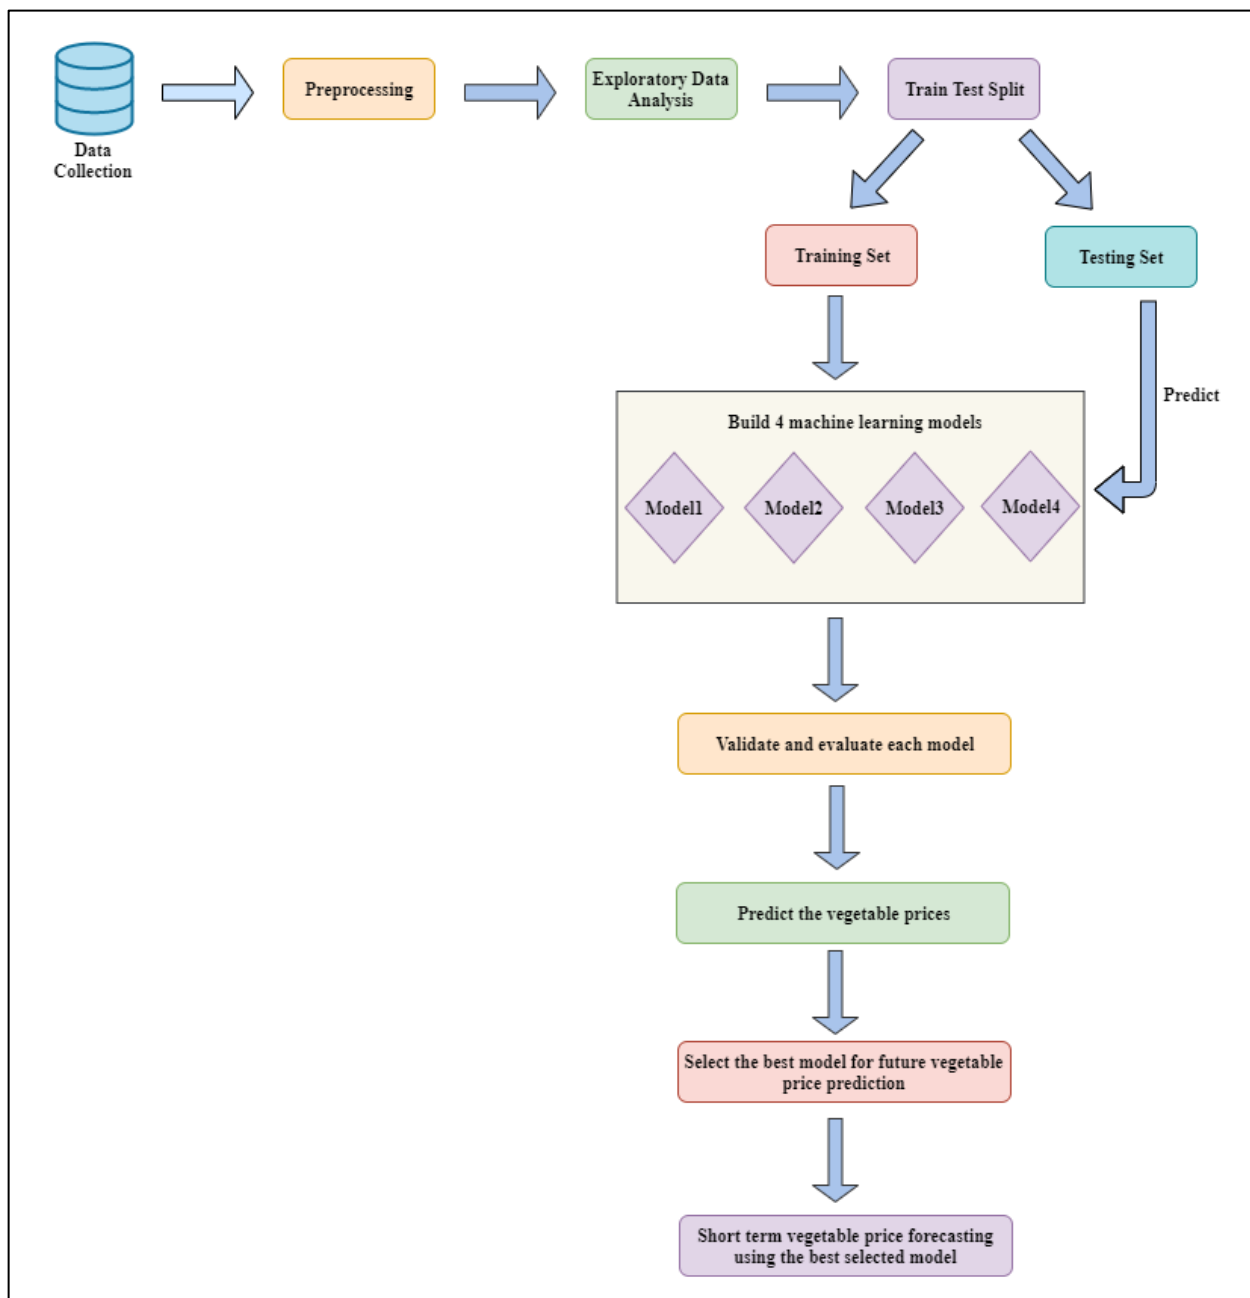 Data
Collection
Preprocessing
Exploratory Data
Analysis
Train Test Split
Training Set
Testing Set
Predict
Build 4 machine learning models
Model1
Model2
Model3
Model4
Validate and evaluate each model
Predict the vegetable prices
Select the best model for future vegetable
price prediction
Short term vegetable price forecasting
using the best selected model